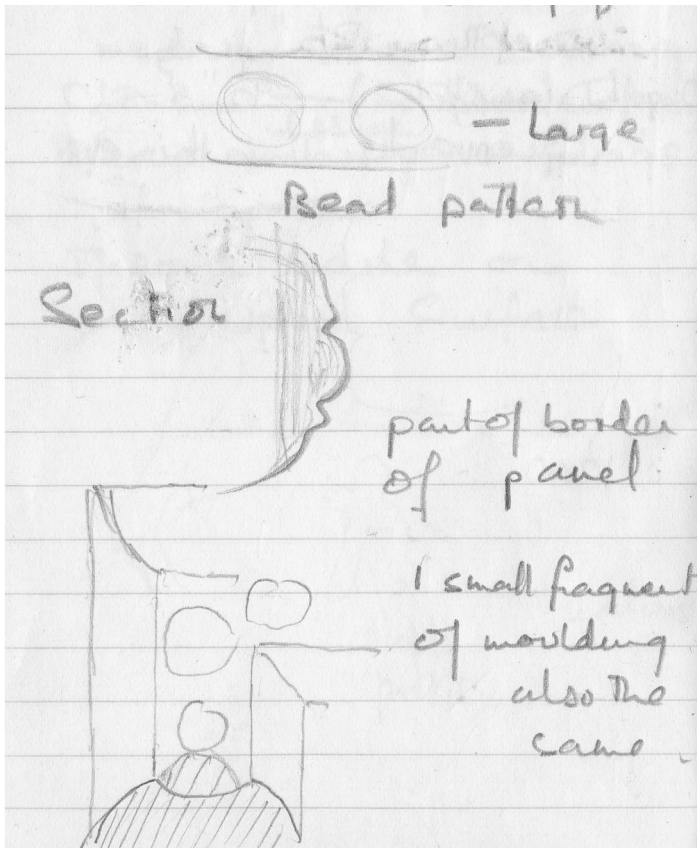 – Large
Bead pattern
Section
part of border
of panel
1 small fragment
of moulding
also the
same